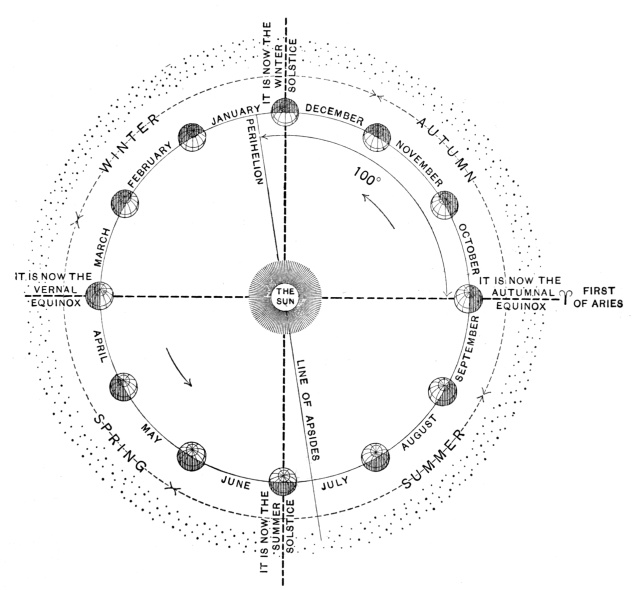 IT IS NOW THE
WINTER
SOLSTICE
JANUARY
DECEMBER
WINTER
AUTUMN
PERIHELION
FEBRUARY
NOVEMBER
100°
MARCH
OCTOBER
IT IS NOW THE
VERNAL
EQUINOX
THE
SUN
IT IS NOW THE
AUTUMNAL
EQUINOX
♈ FIRST
OF ARIES
APRIL
SEPTEMBER
LINE OF APSIDES
MAY
AUGUST
SPRING
SUMMER
JUNE
JULY
IT IS NOW THE
SUMMER
SOLSTICE